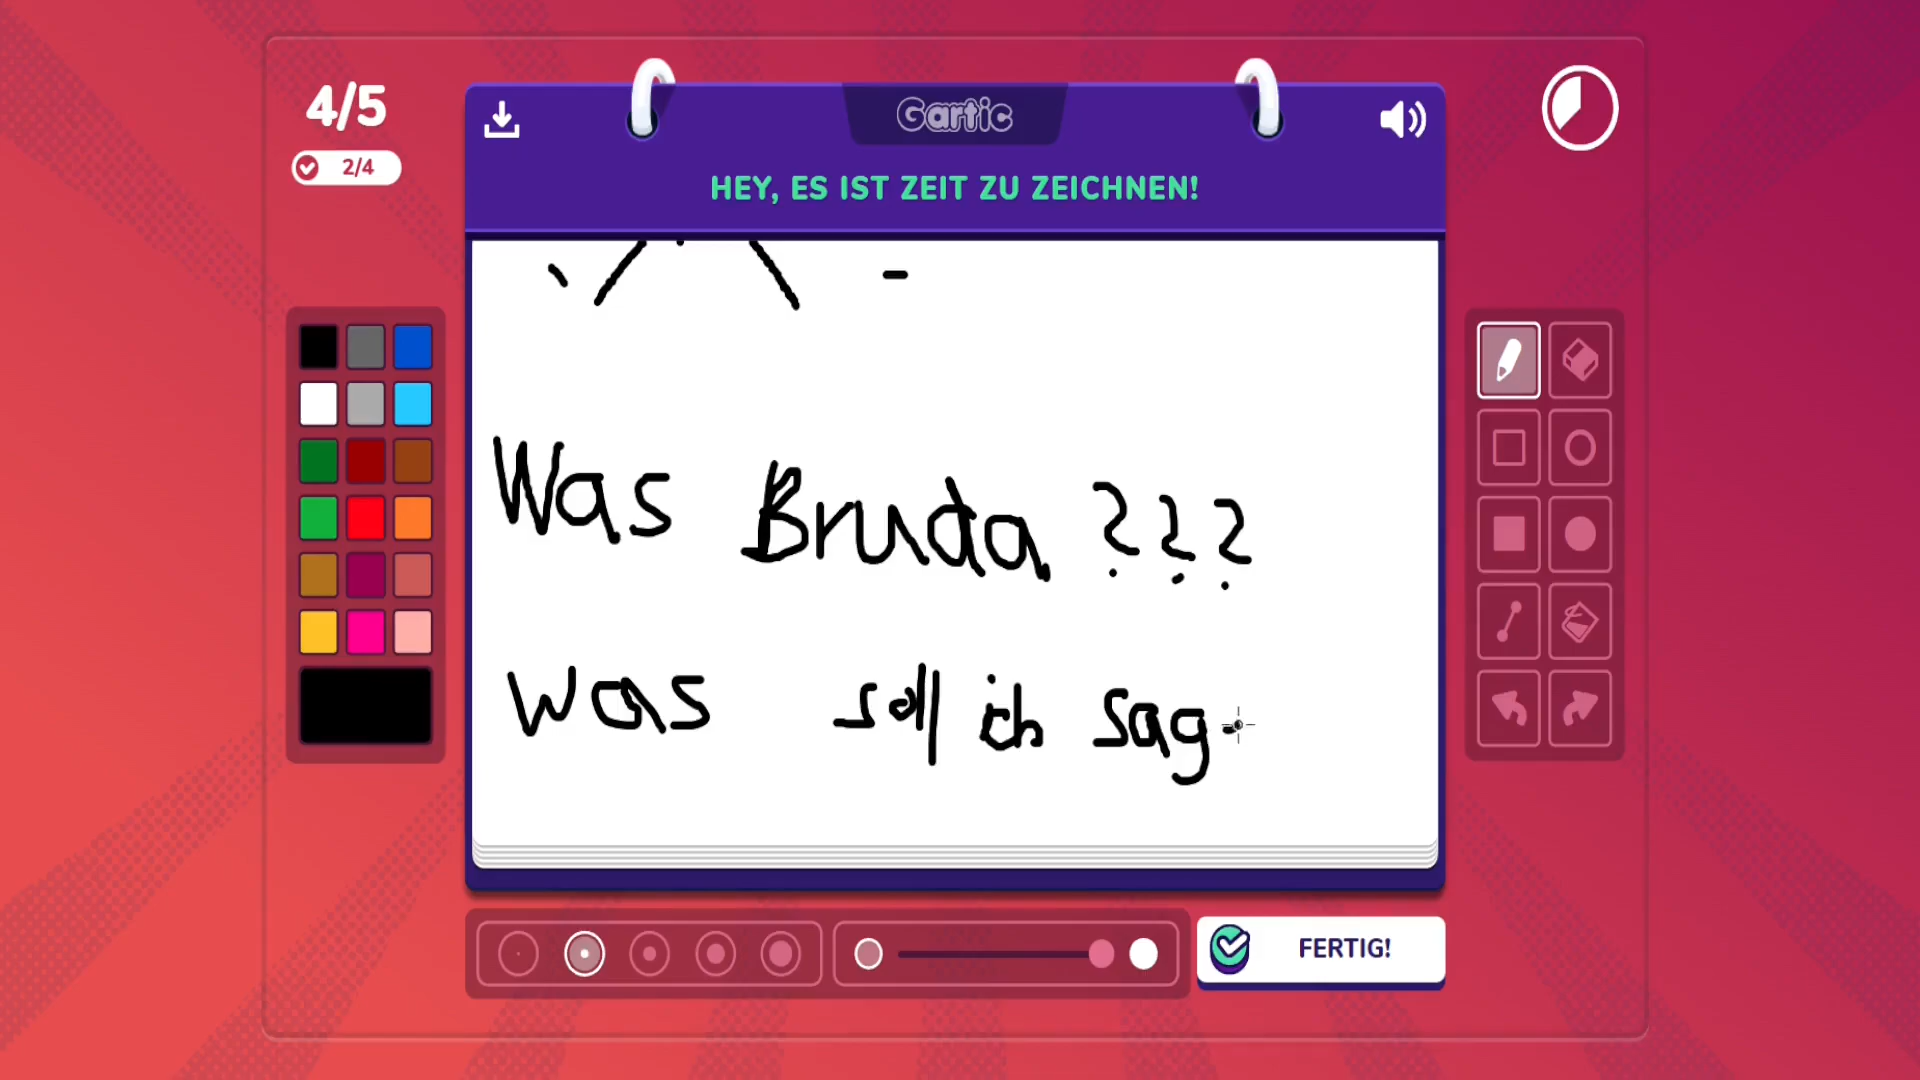 4/5
2/4
Gartic
HEY, ES IST ZEIT ZU ZEICHNEN!
Was Bruda ???
was soll ich sag
FERTIG!